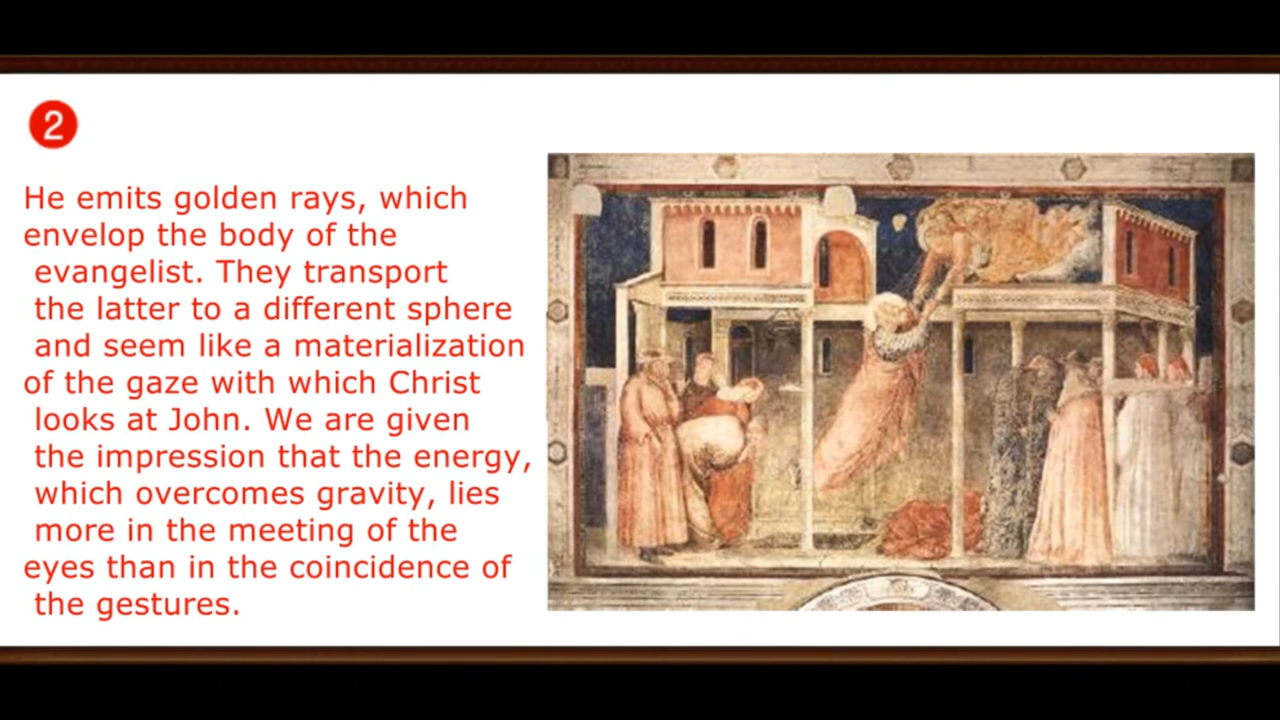 2
He emits golden rays, which
envelop the body of the
evangelist. They transport
the latter to a different sphere
and seem like a materialization
of the gaze with which Christ
looks at John. We are given
the impression that the energy,
which overcomes gravity, lies
more in the meeting of the
eyes than in the coincidence of
the gestures.